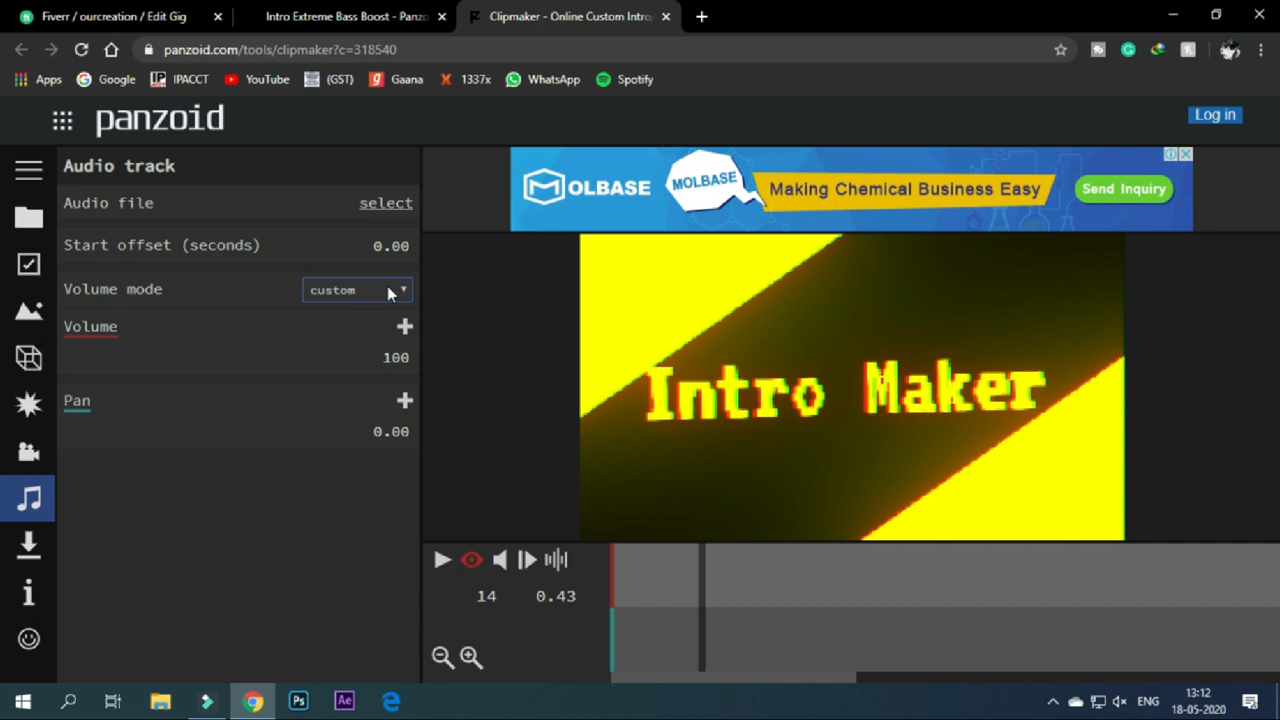 Fiverr / ourcreation / Edit Gig
Intro Extreme Bass Boost - Panzo
Clipmaker - Online Custom Intro,
panzoid.com/tools/clipmaker?c=318540
Apps
Google
IPACCT
YouTube
(GST)
Gaana
1337x
WhatsApp
Spotify
panzoid
Log in
Audio track
Audio file select
Start offset (seconds) 0.00
Volume mode custom
Volume
100
Pan
0.00
MOLBASE
MOLBASE
Making Chemical Business Easy
Send Inquiry
Intro Maker
14 0.43
Ps
Ae
ENG
13:12
18-05-2020